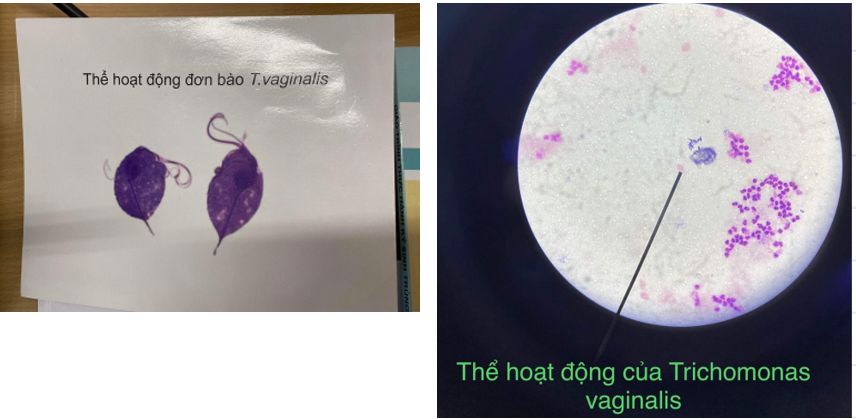 Thể hoạt động đơn bào T.vaginalis
Thể hoạt động của Trichomonas
vaginalis